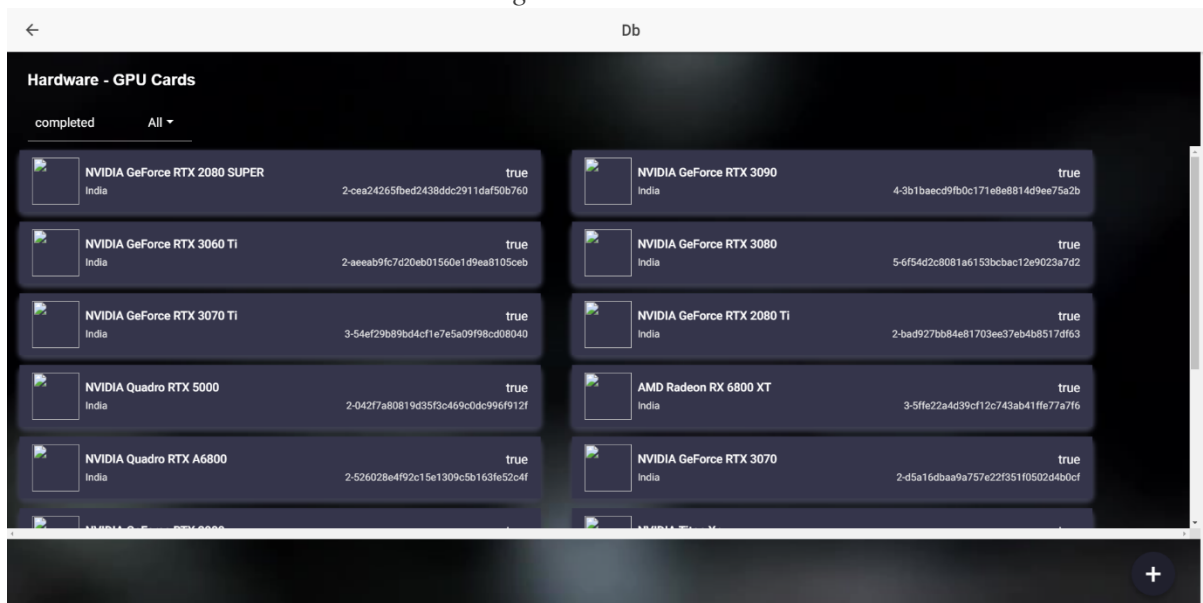 Db
Hardware - GPU Cards
completed All
NVIDIA GeForce RTX 2080 SUPER true
India 2-cea24265fbed2438ddc2911daf50b760
NVIDIA GeForce RTX 3090 true
India 4-3b1baecd9fb0c171e8e8814d9ee75a2b
NVIDIA GeForce RTX 3060 Ti true
India 2-aeeab9fc7d20eb01560e1d9ea8105ceb
NVIDIA GeForce RTX 3080 true
India 5-6f54d2c8081a6153bcbac12e9023a7d2
NVIDIA GeForce RTX 3070 Ti true
India 3-54ef29b89bd4cf1e7e5a09f98cd08040
NVIDIA GeForce RTX 2080 Ti true
India 2-bad927bb84e81703ee37eb4b8517df63
NVIDIA Quadro RTX 5000 true
India 2-042f7a80819d35f3c469c0dc996f912f
AMD Radeon RX 6800 XT true
India 3-5ffe22a4d39cf12c743ab41ffe77a7f6
NVIDIA Quadro RTX A6800 true
India 2-526028e4f92c15e1309c5b163fe52c4f
NVIDIA GeForce RTX 3070 true
India 2-d5a16dbaa9a757e22f351f0502d4b0cf